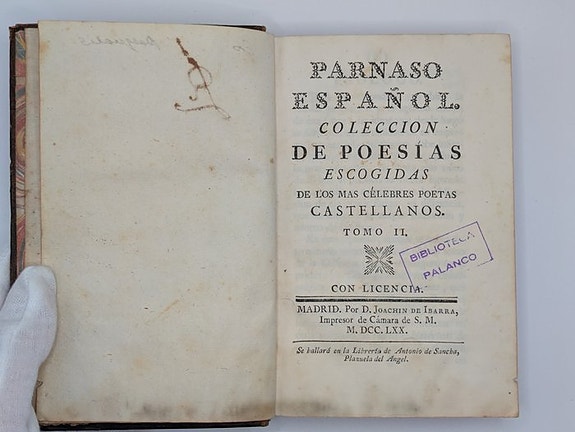 PARNASO
ESPAÑOL.
COLECCION
DE POESÍAS
ESCOGIDAS
DE LOS MAS CÉLEBRES POETAS
CASTELLANOS.
TOMO II.
BIBLIOTECA
PALANCO
CON LICENCIA.
MADRID. Por D. JOACHIN DE IBARRA,
Impresor de Cámara de S. M.
M. DCC. LXX.
Se hallará en la Librería de Antonio de Sancha,
Plazuela del Angel.